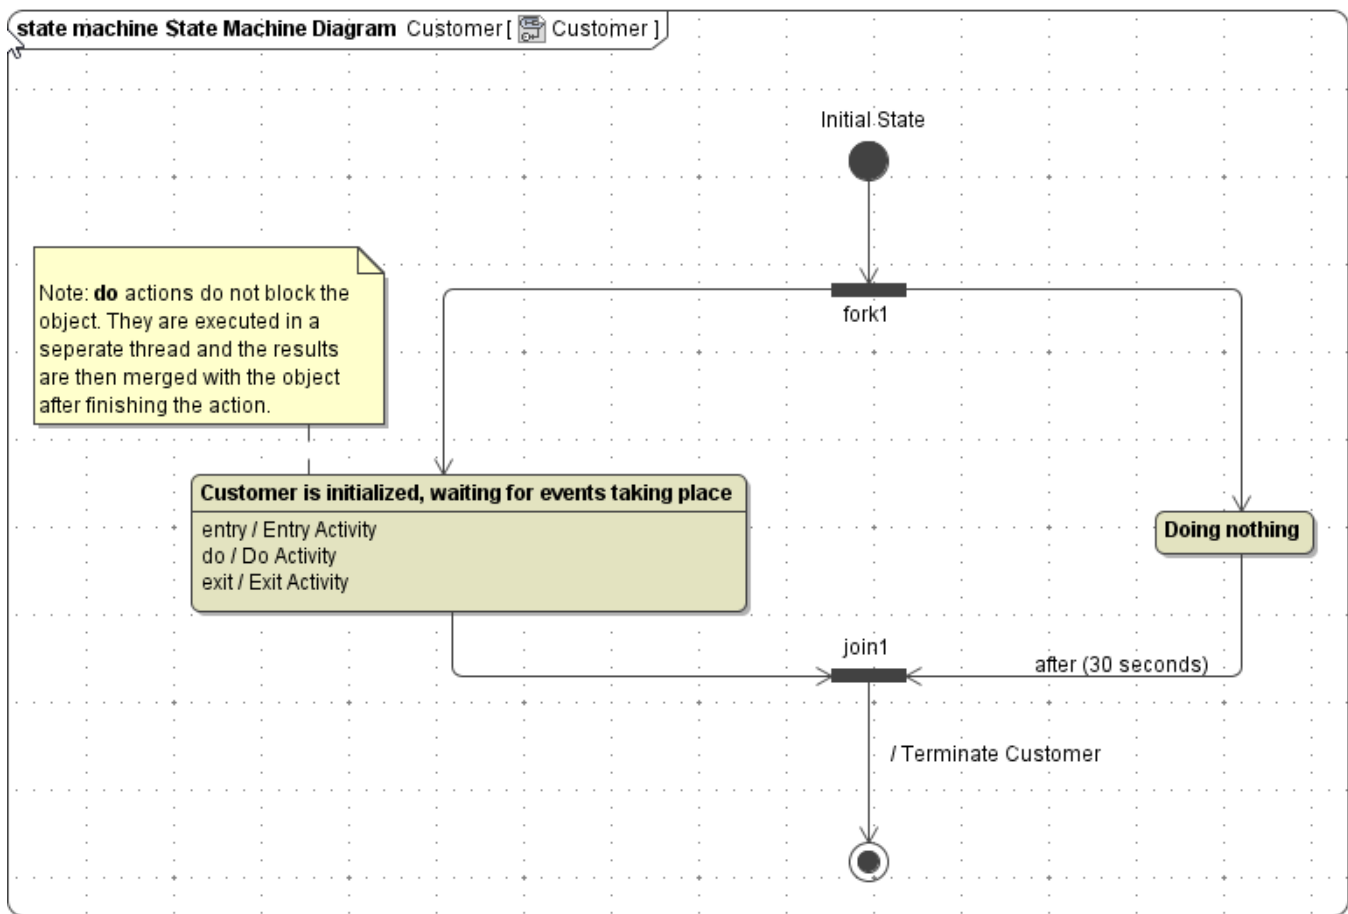 state machine State Machine Diagram Customer [ Customer ]
Initial State
fork1
Note: do actions do not block the
object. They are executed in a
seperate thread and the results
are then merged with the object
after finishing the action.
Customer is initialized, waiting for events taking place
entry / Entry Activity
do / Do Activity
exit / Exit Activity
Doing nothing
join1
after (30 seconds)
/ Terminate Customer